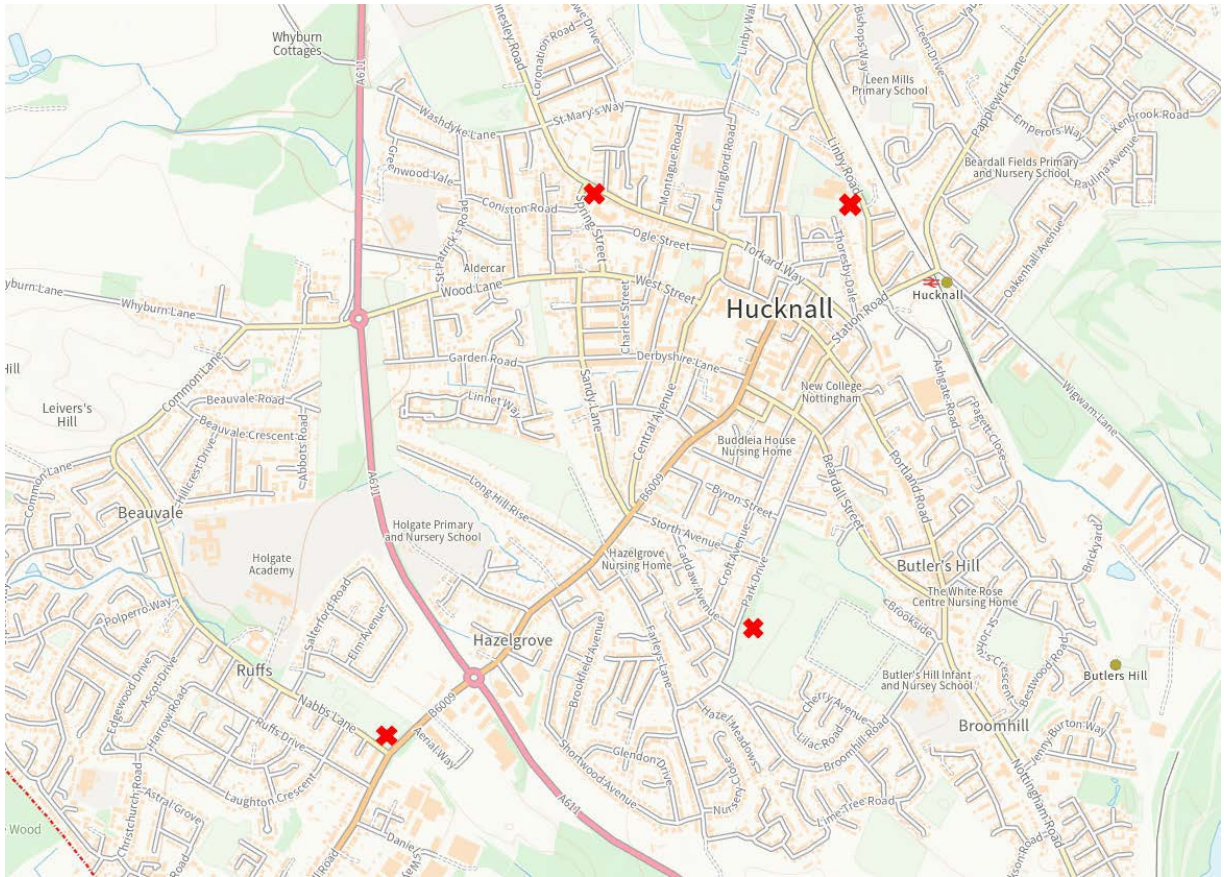 Whyburn
Cottages
A611
Annesley Road
Coronation Road
Linby Road
Leen Drive
Leen Mills
Primary School
Papplewick Lane
Kenbrook Road
Emperors Way
Beardall Fields Primary
and Nursery School
Paulina Avenue
Washdyke Lane
St Mary's Way
Greenwood Vale
Coniston Road
Spring Street
Montague Road
Carlingford Road
Ogle Street
Torkard Way
Thoresby Dale
St Patrick's Road
Aldercar
Wood Lane
West Street
Charles Street
Hucknall
Station Road
Hucknall
Oakenhall Avenue
Whyburn Lane
Common Lane
Garden Road
Derbyshire Lane
Linnet Way
Sandy Lane
Central Avenue
New College
Nottingham
Ashgate Road
Wigwam Lane
Pagett Close
Leivers's
Hill
Beauvale Road
Beauvale Crescent
Hillcrest Drive
Abbots Road
Buddleia House
Nursing Home
Beardall Street
Portland Road
Common Lane
Beauvale
A611
Long Hill Rise
B6009
Byron Street
Brickyard
Holgate Primary
and Nursery School
Holgate
Academy
Storth Avenue
Hazelgrove
Nursing Home
Caddaw Avenue
Croft Avenue
Park Drive
Butler's Hill
The White Rose
Centre Nursing Home
Brookside
Polperro Way
Salterford Road
Elm Avenue
Hazelgrove
Brookfield Avenue
Farleys Lane
St John's Crescent
Bestwood Road
Butler's Hill Infant
and Nursey School
Butlers Hill
Ruffs
Edgewood Drive
Ascot Drive
Harrow Road
Nabbs Lane
Ruffs Drive
B6009
Aerial Way
Hazel Meadows
Cherry Avenue
Lilac Road
Broomhill Road
Broomhill
Jenny Burton Way
Laughton Crescent
Shortwood Avenue
Glendon Drive
Nursery Close
Lime Tree Road
Nottingham Road
Astral Grove
Christchurch Road
A611
Wood